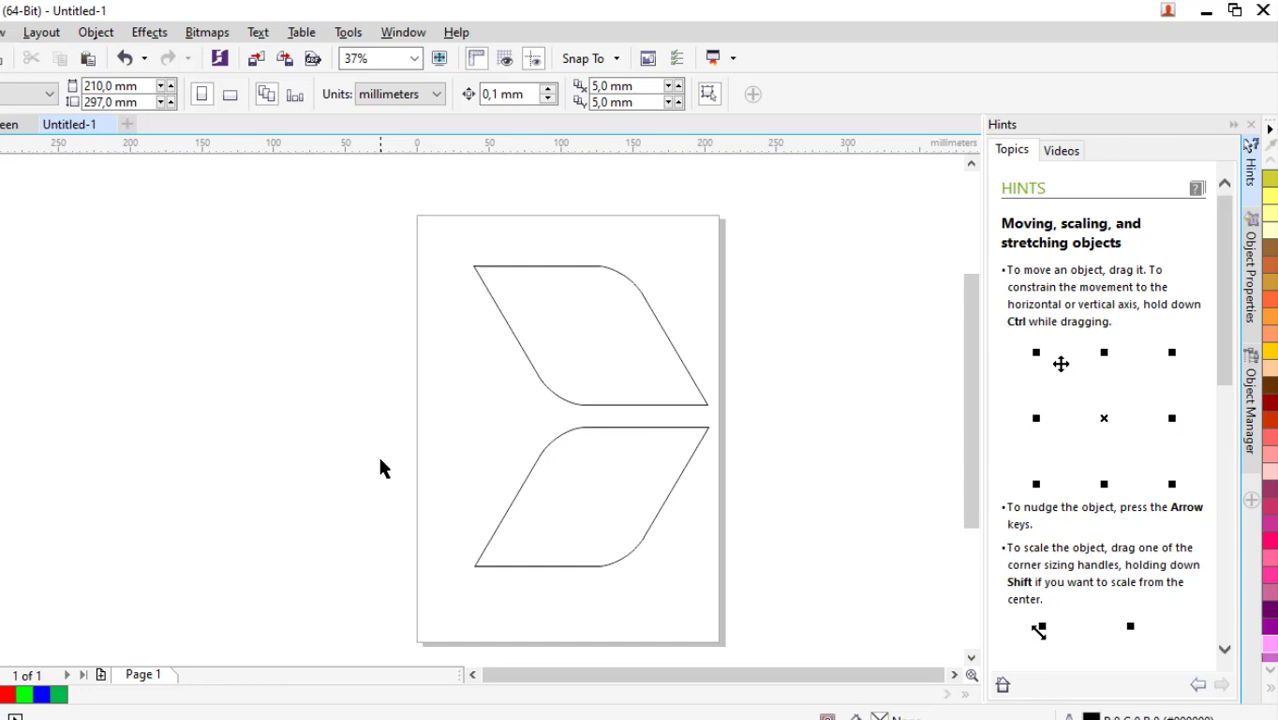 (64-Bit) - Untitled-1
Layout Object Effects Bitmaps Text Table Tools Window Help
37% Snap To
210,0 mm
297,0 mm
Units: millimeters 0,1 mm
5,0 mm
5,0 mm
een Untitled-1
250 200 150 100 50 0 50 100 150 200 250 300 millimeters
Hints
Topics Videos
HINTS
Moving, scaling, and
stretching objects
•To move an object, drag it. To
constrain the movement to the
horizontal or vertical axis, hold down
Ctrl while dragging.
•To nudge the object, press the Arrow
keys.
•To scale the object, drag one of the
corner sizing handles, holding down
Shift if you want to scale from the
center.
Hints
Object Properties
Object Manager
1 of 1 Page 1